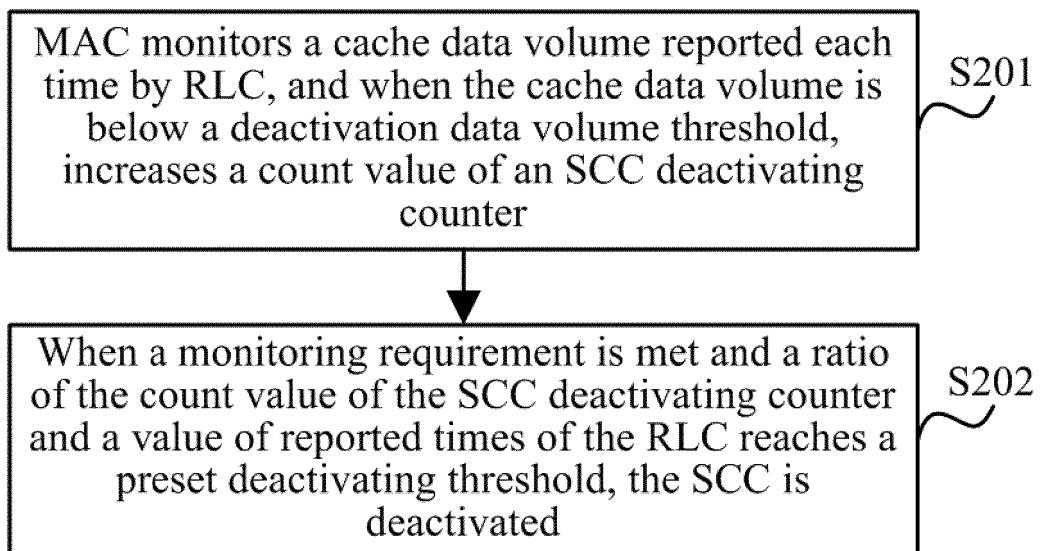 MAC monitors a cache data volume reported each
time by RLC, and when the cache data volume is
below a deactivation data volume threshold,
increases a count value of an SCC deactivating
counter
S201
When a monitoring requirement is met and a ratio
of the count value of the SCC deactivating counter
and a value of reported times of the RLC reaches a
preset deactivating threshold, the SCC is
deactivated
S202